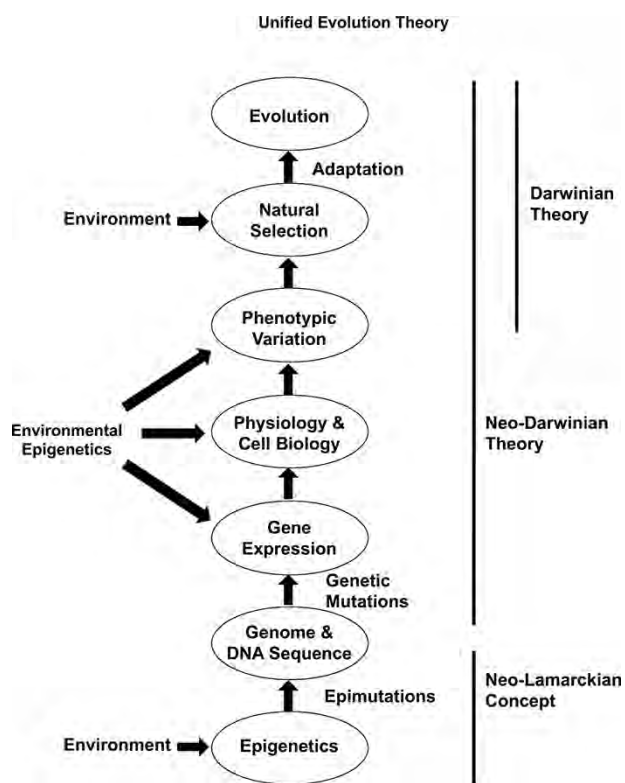 Unified Evolution Theory
Evolution
Adaptation
Environment
Natural
Selection
Darwinian
Theory
Phenotypic
Variation
Environmental
Epigenetics
Physiology &
Cell Biology
Neo-Darwinian
Theory
Gene
Expression
Genetic
Mutations
Genome &
DNA Sequence
Epimutations
Neo-Lamarckian
Concept
Environment
Epigenetics